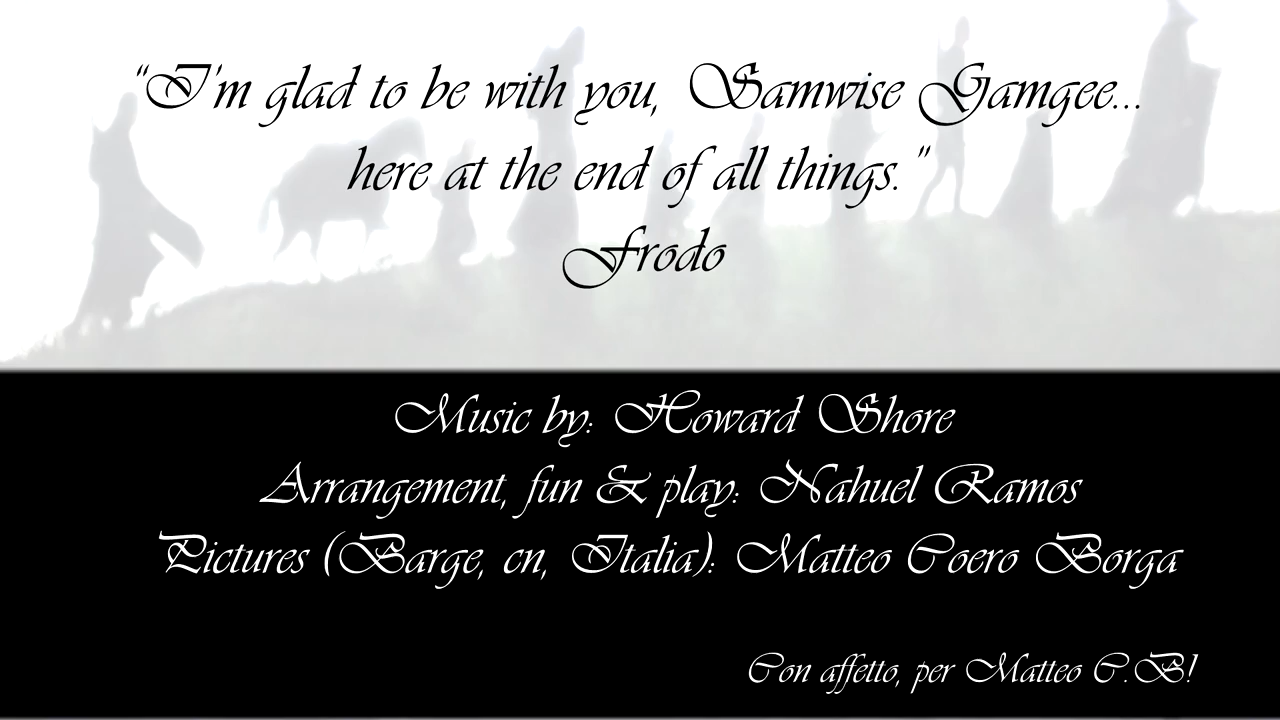 "I'm glad to be with you, Samwise Gamgee...
here at the end of all things."
Frodo
Music by: Howard Shore
Arrangement, fun & play: Nahuel Ramos
Pictures (Barge, cn, Italia): Matteo Coero Borga
Con affetto, per Matteo C.B!